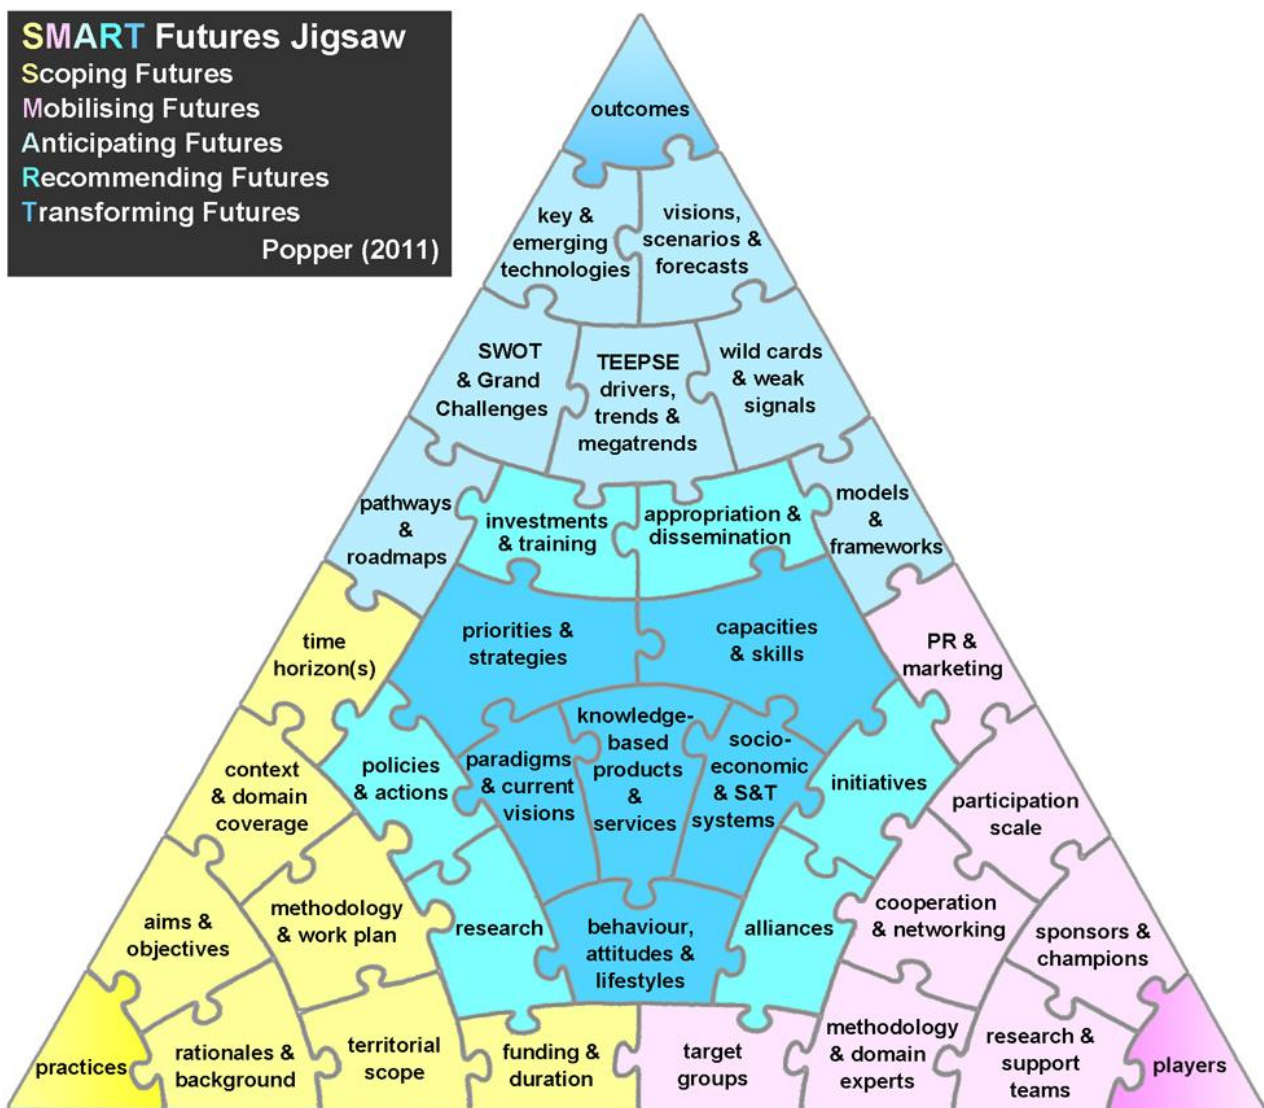 SMART Futures Jigsaw
Scoping Futures
Mobilising Futures
Anticipating Futures
Recommending Futures
Transforming Futures
Popper (2011)
outcomes
key &
emerging
technologies
visions,
scenarios &
forecasts
SWOT
& Grand
Challenges
TEEPSE
drivers,
trends &
megatrends
wild cards
& weak
signals
pathways
&
roadmaps
investments
& training
appropriation &
dissemination
models
&
frameworks
time
horizon(s)
priorities &
strategies
capacities
& skills
PR &
marketing
context
& domain
coverage
policies
& actions
paradigms
& current
visions
knowledge-
based
products
&
services
socio-
economic
& S&T
systems
initiatives
participation
scale
aims &
objectives
methodology
& work plan
research
behaviour,
attitudes &
lifestyles
alliances
cooperation
& networking
sponsors &
champions
practices
rationales &
background
territorial
scope
funding &
duration
target
groups
methodology
& domain
experts
research &
support
teams
players